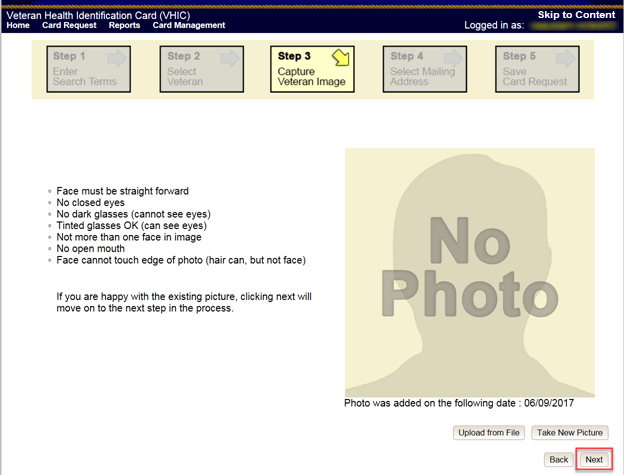 Veteran Health Identification Card (VHIC)
Skip to Content
Home Card Request Reports Card Management
Logged in as:
Step 1
Enter
Search Terms
Step 2
Select
Veteran
Step 3
Capture
Veteran Image
Step 4
Select Mailing
Address
Step 5
Save
Card Request
Face must be straight forward
No closed eyes
No dark glasses (cannot see eyes)
Tinted glasses OK (can see eyes)
Not more than one face in image
No open mouth
Face cannot touch edge of photo (hair can, but not face)
If you are happy with the existing picture, clicking next will
move on to the next step in the process.
No
Photo
Photo was added on the following date : 06/09/2017
Upload from File
Take New Picture
Back
Next